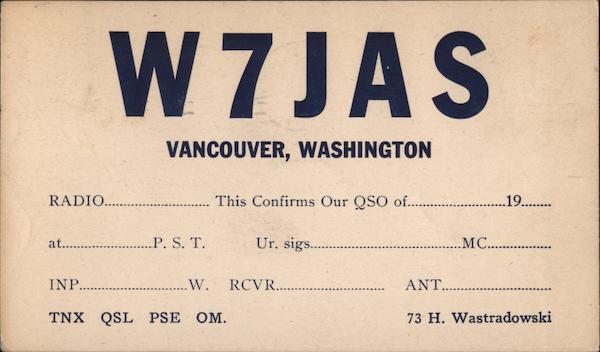 W7JAS
VANCOUVER, WASHINGTON
RADIO.......................... This Confirms Our QSO of.........................19.......
at.......................P. S. T. Ur. sigs......................................MC................
INP...........................W. RCVR........................... ANT...........................
TNX QSL PSE OM. 73 H. Wastradowski